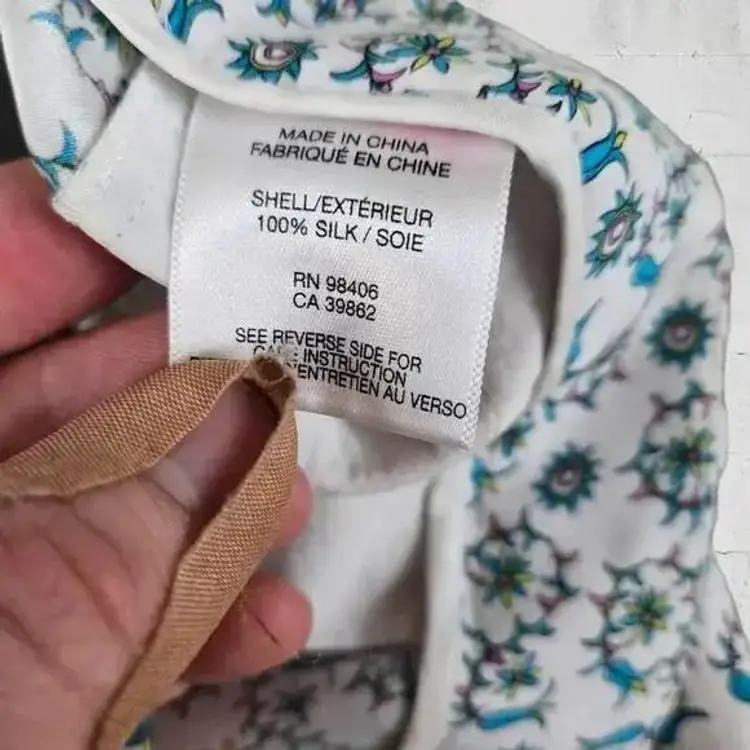 MADE IN CHINA
FABRIQUÉ EN CHINE
SHELL/EXTÉRIEUR
100% SILK / SOIE
RN 98406
CA 39862
SEE REVERSE SIDE FOR
INSTRUCTION
D'ENTRETIEN AU VERSO